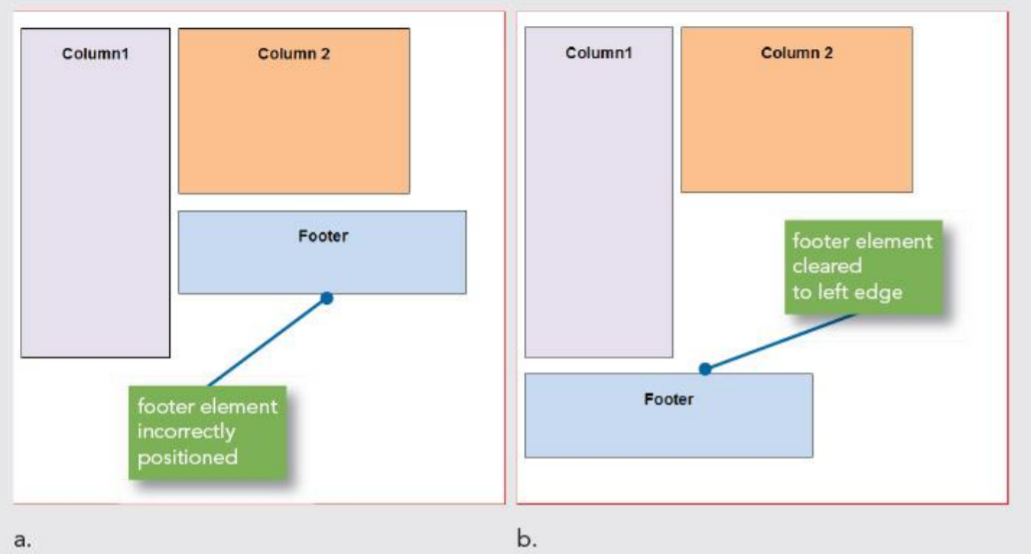 Column1
Column 2
Footer
footer element
incorrectly
positioned
a.
Column1
Column 2
footer element
cleared
to left edge
Footer
b.